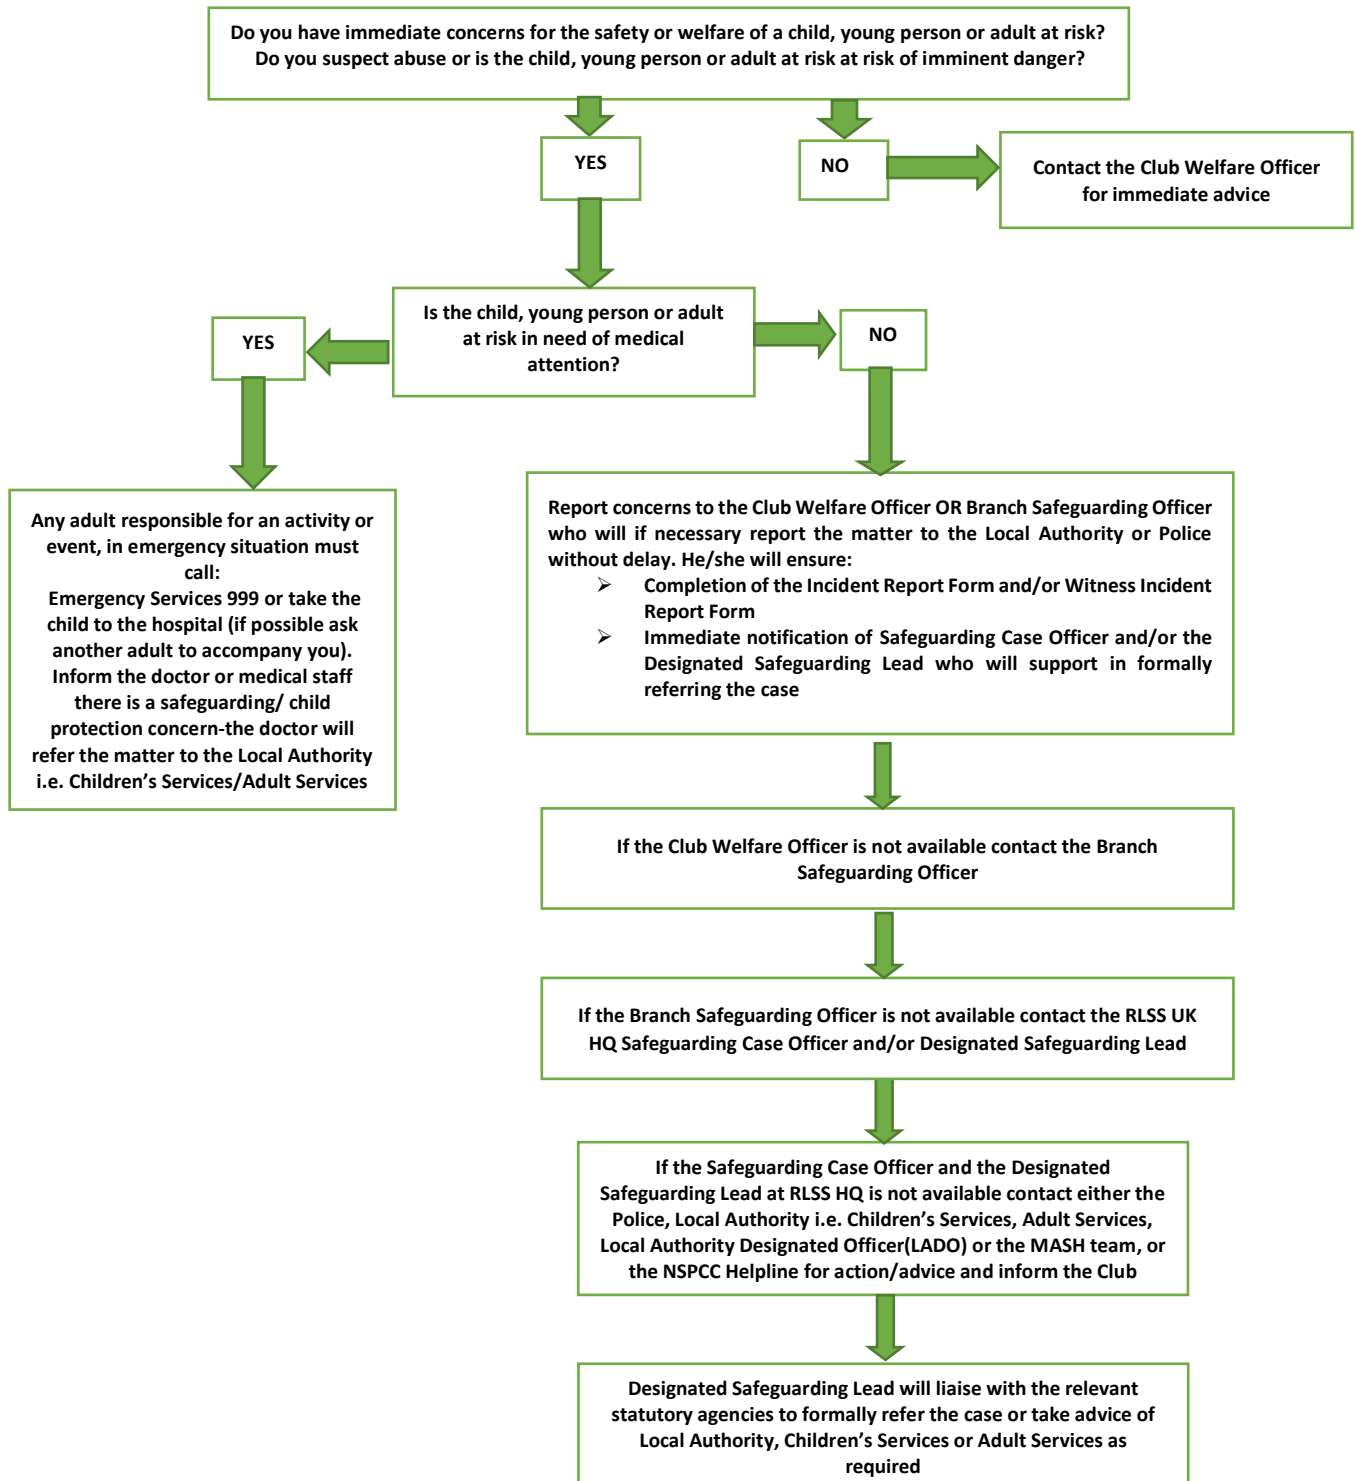 Do you have immediate concerns for the safety or welfare of a child, young person or adult at risk?
Do you suspect abuse or is the child, young person or adult at risk at risk of imminent danger?
YES
NO
Contact the Club Welfare Officer
for immediate advice
Is the child, young person or adult
at risk in need of medical
attention?
YES
NO
Any adult responsible for an activity or
event, in emergency situation must
call:
Emergency Services 999 or take the
child to the hospital (if possible ask
another adult to accompany you).
Inform the doctor or medical staff
there is a safeguarding/ child
protection concern-the doctor will
refer the matter to the Local Authority
i.e. Children’s Services/Adult Services
Report concerns to the Club Welfare Officer OR Branch Safeguarding Officer
who will if necessary report the matter to the Local Authority or Police
without delay. He/she will ensure:
➢ Completion of the Incident Report Form and/or Witness Incident
Report Form
➢ Immediate notification of Safeguarding Case Officer and/or the
Designated Safeguarding Lead who will support in formally
referring the case
If the Club Welfare Officer is not available contact the Branch
Safeguarding Officer
If the Branch Safeguarding Officer is not available contact the RLSS UK
HQ Safeguarding Case Officer and/or Designated Safeguarding Lead
If the Safeguarding Case Officer and the Designated
Safeguarding Lead at RLSS HQ is not available contact either the
Police, Local Authority i.e. Children’s Services, Adult Services,
Local Authority Designated Officer(LADO) or the MASH team, or
the NSPCC Helpline for action/advice and inform the Club
Designated Safeguarding Lead will liaise with the relevant
statutory agencies to formally refer the case or take advice of
Local Authority, Children’s Services or Adult Services as
required